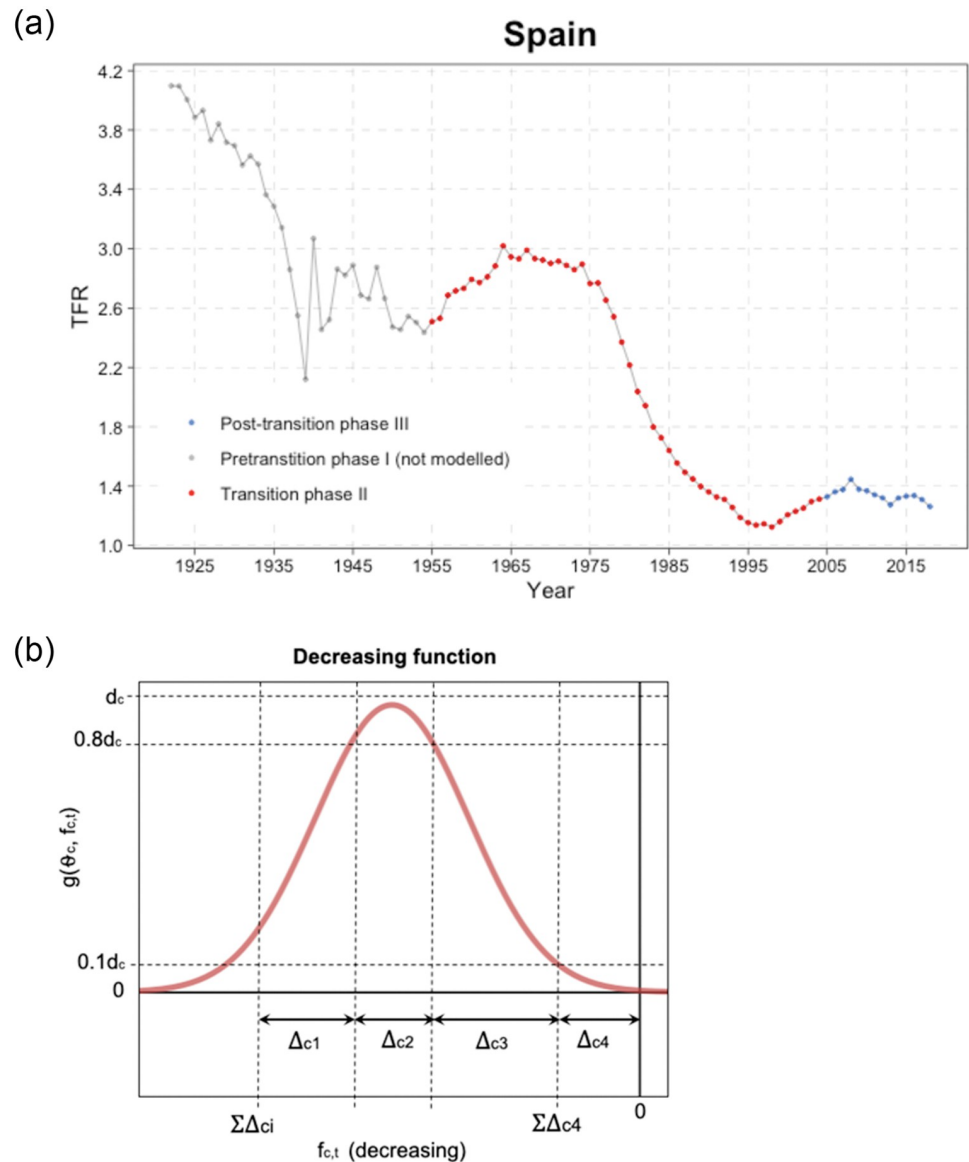 (a)
Spain
4.2
3.8
3.4
3.0
2.6
2.2
1.8
1.4
1.0
TFR
Post-transition phase III
Pretranstition phase I (not modelled)
Transition phase II
1925 1935 1945 1955 1965 1975 1985 1995 2005 2015
Year
(b)
Decreasing function
dc
0.8dc
g(θc, fc,t)
0.1dc
0
Δc1 Δc2 Δc3 Δc4
ΣΔci ΣΔc4 0
fc,t (decreasing)